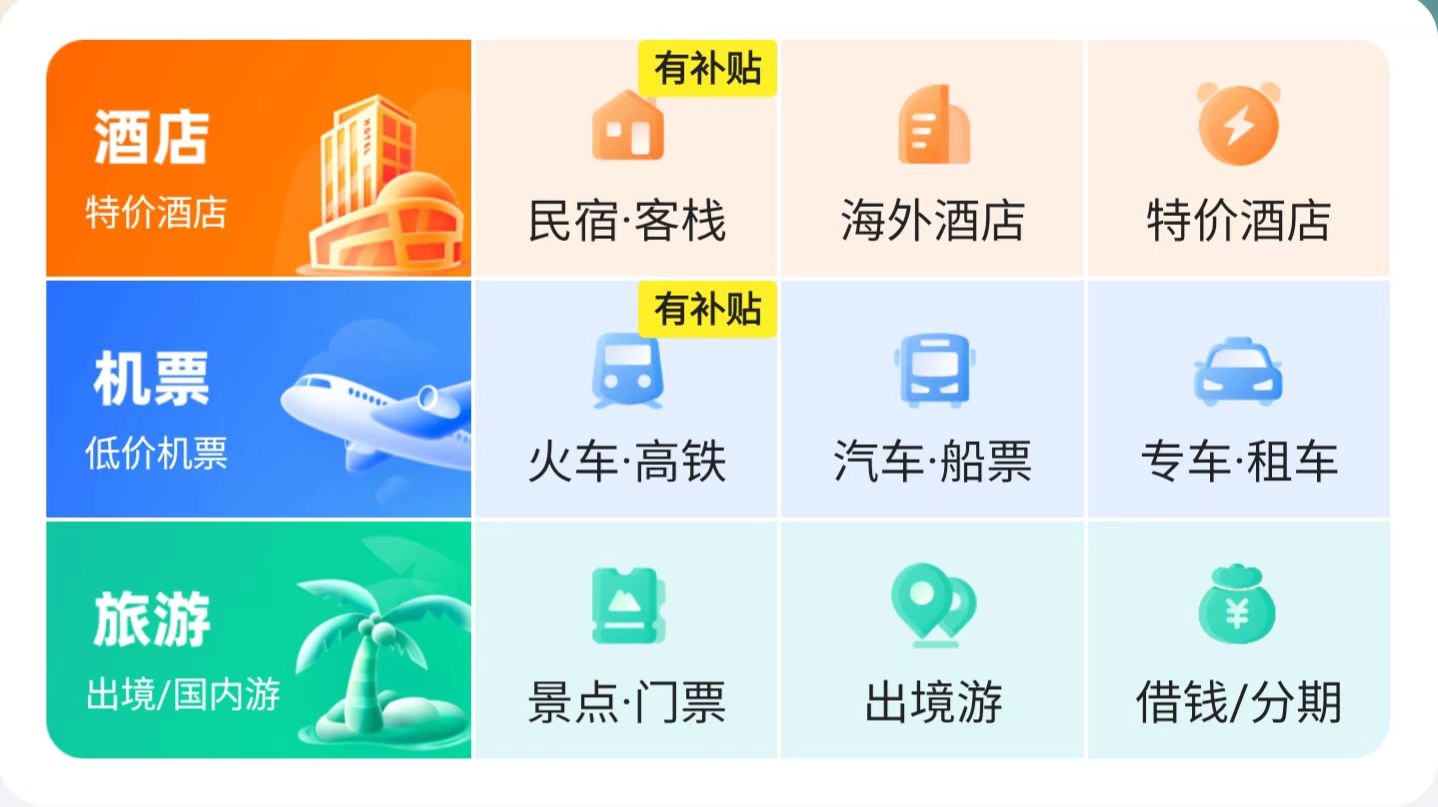 有补贴
酒店
HOTEL
特价酒店
民宿·客栈
海外酒店
特价酒店
有补贴
机票
低价机票
火车·高铁
汽车·船票
专车·租车
旅游
出境/国内游
景点·门票
出境游
¥
借钱/分期